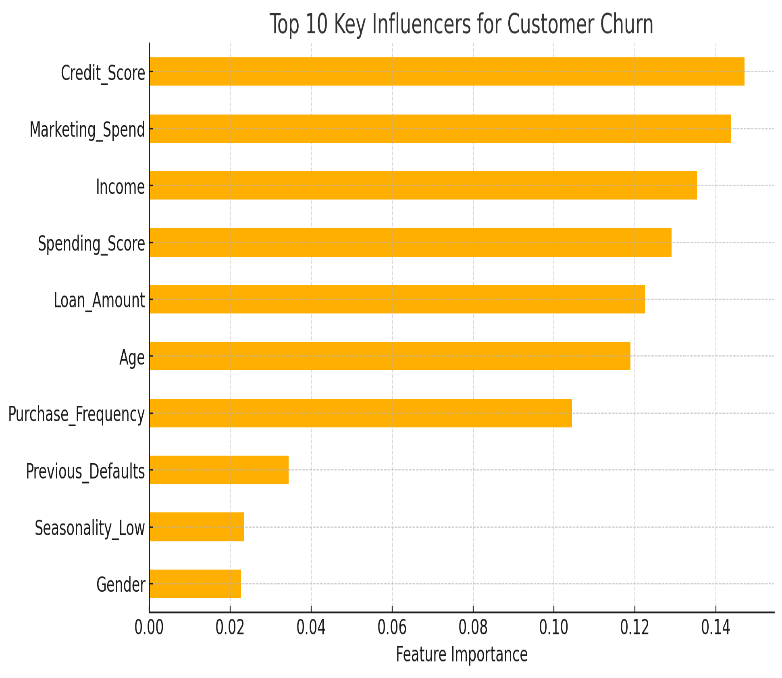 Top 10 Key Influencers for Customer Churn
Credit_Score
Marketing_Spend
Income
Spending_Score
Loan_Amount
Age
Purchase_Frequency
Previous_Defaults
Seasonality_Low
Gender
0.00 0.02 0.04 0.06 0.08 0.10 0.12 0.14
Feature Importance